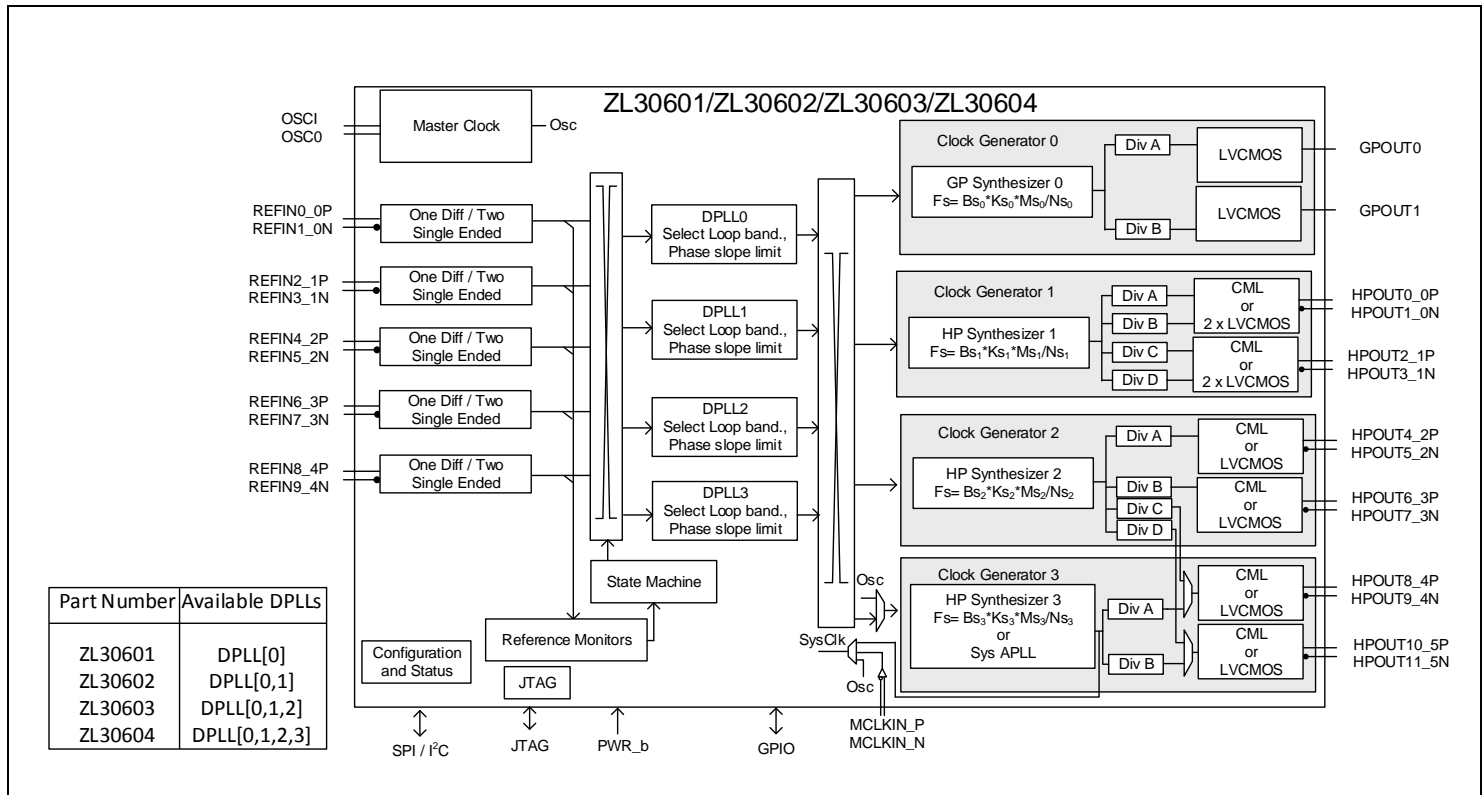 ZL30601/ZL30602/ZL30603/ZL30604
OSCI
OSC0
Master Clock
Osc
REFIN0_0P
REFIN1_0N
One Diff / Two
Single Ended
REFIN2_1P
REFIN3_1N
One Diff / Two
Single Ended
REFIN4_2P
REFIN5_2N
One Diff / Two
Single Ended
REFIN6_3P
REFIN7_3N
One Diff / Two
Single Ended
REFIN8_4P
REFIN9_4N
One Diff / Two
Single Ended
DPLL0
Select Loop band.,
Phase slope limit
DPLL1
Select Loop band.,
Phase slope limit
DPLL2
Select Loop band.,
Phase slope limit
DPLL3
Select Loop band.,
Phase slope limit
State Machine
Reference Monitors
Configuration
and Status
JTAG
Osc
SysClk
Osc
Clock Generator 0
GP Synthesizer 0
Fs= Bs0*Ks0*Ms0/Ns0
Div A
Div B
LVCMOS
LVCMOS
GPOUT0
GPOUT1
Clock Generator 1
HP Synthesizer 1
Fs= Bs1*Ks1*Ms1/Ns1
Div A
Div B
Div C
Div D
CML
or
2 x LVCMOS
CML
or
2 x LVCMOS
HPOUT0_0P
HPOUT1_0N
HPOUT2_1P
HPOUT3_1N
Clock Generator 2
HP Synthesizer 2
Fs= Bs2*Ks2*Ms2/Ns2
Div A
Div B
Div C
Div D
CML
or
LVCMOS
CML
or
LVCMOS
HPOUT4_2P
HPOUT5_2N
HPOUT6_3P
HPOUT7_3N
Clock Generator 3
HP Synthesizer 3
Fs= Bs3*Ks3*Ms3/Ns3
or
Sys APLL
Div A
Div B
CML
or
LVCMOS
CML
or
LVCMOS
HPOUT8_4P
HPOUT9_4N
HPOUT10_5P
HPOUT11_5N
SPI / I2C
JTAG
PWR_b
GPIO
MCLKIN_P
MCLKIN_N
Part Number Available DPLLs
ZL30601 DPLL[0]
ZL30602 DPLL[0,1]
ZL30603 DPLL[0,1,2]
ZL30604 DPLL[0,1,2,3]